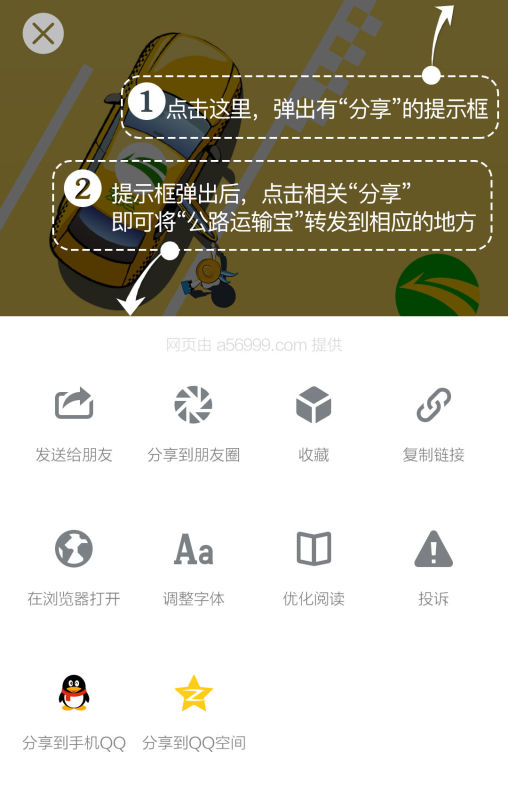 1 点击这里，弹出有“分享”的提示框
2 提示框弹出后，点击相关“分享”
即可将“公路运输宝”转发到相应的地方
网页由 a56999.com 提供
发送给朋友 分享到朋友圈 收藏 复制链接
Aa
在浏览器打开 调整字体 优化阅读 投诉
分享到手机QQ 分享到QQ空间